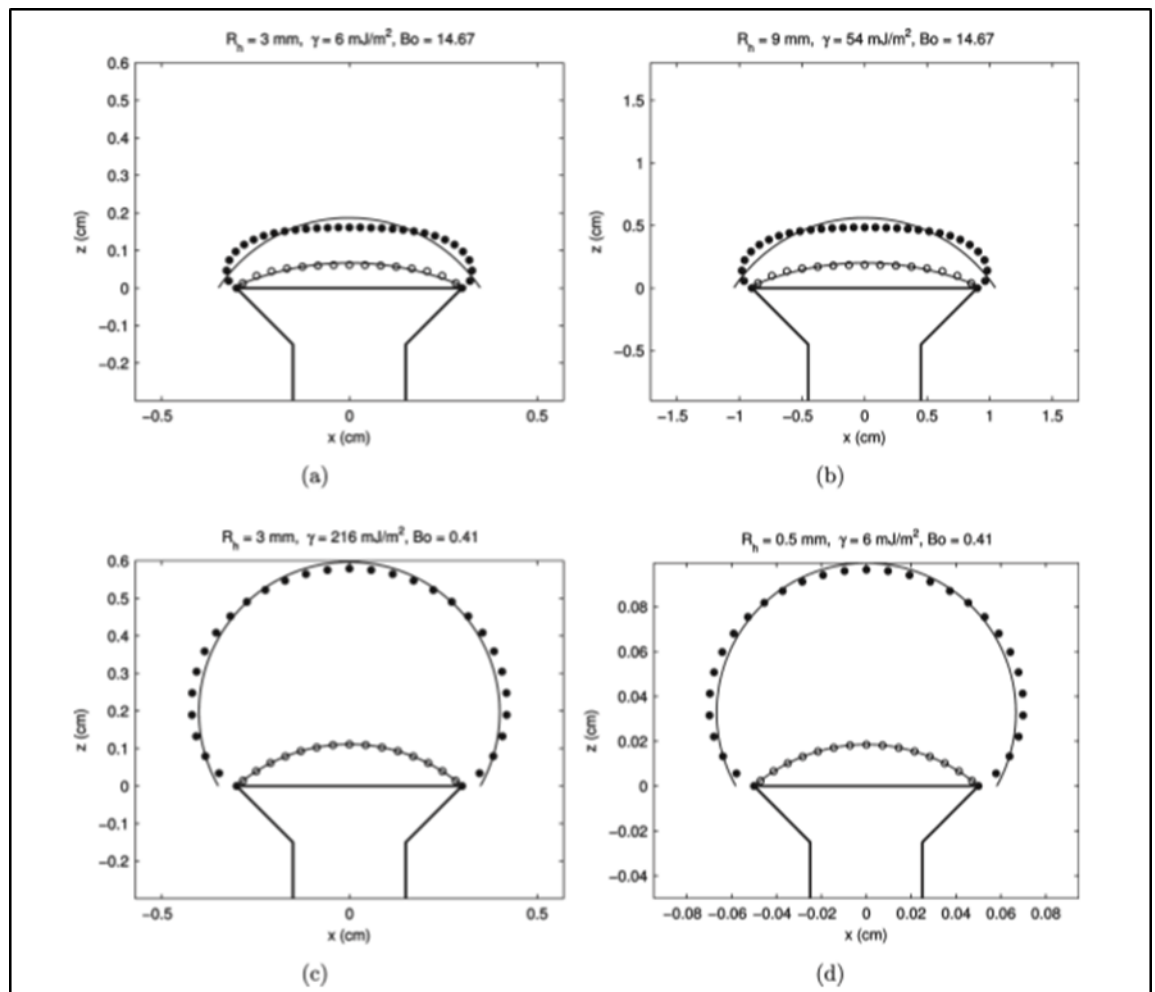 R_h = 3 mm, γ = 6 mJ/m², Bo = 14.67
0.6
0.5
0.4
0.3
0.2
0.1
0
−0.1
−0.2
z (cm)
−0.5 0 0.5
x (cm)
(a)
R_h = 9 mm, γ = 54 mJ/m², Bo = 14.67
1.5
1
0.5
0
−0.5
z (cm)
−1.5 −1 −0.5 0 0.5 1 1.5
x (cm)
(b)
R_h = 3 mm, γ = 216 mJ/m², Bo = 0.41
0.6
0.5
0.4
0.3
0.2
0.1
0
−0.1
−0.2
z (cm)
−0.5 0 0.5
x (cm)
(c)
R_h = 0.5 mm, γ = 6 mJ/m², Bo = 0.41
0.08
0.06
0.04
0.02
0
−0.02
−0.04
z (cm)
−0.08 −0.06 −0.04 −0.02 0 0.02 0.04 0.06 0.08
x (cm)
(d)